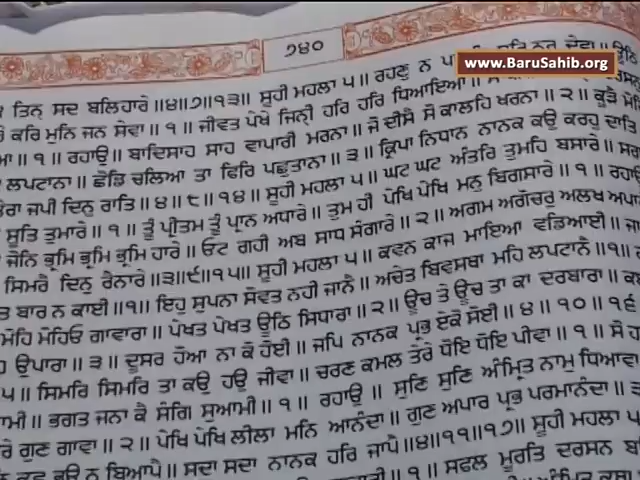 ੭੪੦
www.BaruSahib.org
ਤਿਨ੍ ਸਦ ਬਲਿਹਾਰੇ ॥੪॥੭॥੧੩॥ ਸੂਹੀ ਮਹਲਾ ੫॥ ਰਹਣੁ ਨ
ਕਰਿ ਮੁਨਿ ਜਨ ਸੇਵਾ॥ ੧॥ ਜੀਵਤ ਪੇਖੇ ਜਿਨ੍ੀ ਹਰਿ ਹਰਿ ਧਿਆਇਆ॥
੧॥ ਰਹਾਉ॥ ਬਾਦਿਸਾਹ ਸਾਹ ਵਾਪਾਰੀ ਮਰਨਾ॥ ਜੋ ਦੀਸੈ ਸੋ ਕਾਲਹਿ ਖਰਨਾ॥ ੨॥ ਕੂੜੈ ਮੋਹਿ
ਲਪਟਾਨਾ॥ ਛੋਡਿ ਚਲਿਆ ਤਾ ਫਿਰਿ ਪਛੁਤਾਨਾ॥ ੩॥ ਕ੍ਰਿਪਾ ਨਿਧਾਨ ਨਾਨਕ ਕਉ ਕਰਹੁ ਦਾਤਿ
ਜਪੀ ਦਿਨੁ ਰਾਤਿ॥ ੪॥੮॥ ੧੪॥ ਸੂਹੀ ਮਹਲਾ ੫॥ ਘਟ ਘਟ ਅੰਤਰਿ ਤੁਮਹਿ ਬਸਾਰੇ॥
ਸੂਤਿ ਤੁਮਾਰੇ॥ ੧॥ ਤੂੰ ਪ੍ਰੀਤਮ ਤੂੰ ਪ੍ਰਾਨ ਅਧਾਰੇ॥ ਤੁਮ ਹੀ ਪੇਖਿ ਪੇਖਿ ਮਨੁ ਬਿਗਸਾਰੇ॥ ੧॥ ਰਹਾਉ॥
ਜੋਨਿ ਭ੍ਰਮਿ ਭ੍ਰਮਿ ਭ੍ਰਮਿ ਹਾਰੇ॥ ਓਟ ਗਹੀ ਅਬ ਸਾਧ ਸੰਗਾਰੇ॥ ੨॥ ਅਗਮ ਅਗੋਚਰੁ ਅਲਖ ਅਪਾਰੇ॥
ਸਿਮਰੈ ਦਿਨੁ ਰੈਨਾਰੇ॥੩॥੯॥੧੫॥ ਸੂਹੀ ਮਹਲਾ ੫॥ ਕਵਨ ਕਾਜ ਮਾਇਆ ਵਡਿਆਈ॥
ਬਾਰ ਨ ਕਾਈ॥੧॥ ਇਹੁ ਸੁਪਨਾ ਸੋਵਤ ਨਹੀ ਜਾਨੈ॥ ਅਚੇਤ ਬਿਵਸਥਾ ਮਹਿ ਲਪਟਾਨੈ॥੧॥
ਮੋਹਿ ਮੋਹਿਓ ਗਾਵਾਰਾ॥ ਪੇਖਤ ਪੇਖਤ ਊਠਿ ਸਿਧਾਰਾ॥ ੨॥ ਊਚ ਤੇ ਊਚ ਤਾ ਕਾ ਦਰਬਾਰਾ॥
ਉਪਾਰਾ॥ ੩॥ ਦੂਸਰ ਹੋਆ ਨਾ ਕੋ ਹੋਈ॥ ਜਪਿ ਨਾਨਕ ਪ੍ਰਭ ਏਕੋ ਸੋਈ॥ ੪॥ ੧੦॥ ੧੬॥
੫॥ ਸਿਮਰਿ ਸਿਮਰਿ ਤਾ ਕਉ ਹਉ ਜੀਵਾ॥ ਚਰਣ ਕਮਲ ਤੇਰੇ ਧੋਇ ਧੋਇ ਪੀਵਾ॥ ੧॥ ਸੋ
ਭਗਤ ਜਨਾ ਕੈ ਸੰਗਿ ਸੁਆਮੀ॥ ੧॥ ਰਹਾਉ॥ ਸੁਣਿ ਸੁਣਿ ਅੰਮ੍ਰਿਤ ਨਾਮੁ ਧਿਆਵਾ॥
ਗੁਣ ਗਾਵਾ॥ ੨॥ ਪੇਖਿ ਪੇਖਿ ਲੀਲਾ ਮਨਿ ਆਨੰਦਾ॥ ਗੁਣ ਅਪਾਰ ਪ੍ਰਭ ਪਰਮਾਨੰਦਾ॥
ਨ ਬਿਆਪੈ॥ ਸਦਾ ਸਦਾ ਨਾਨਕ ਹਰਿ ਜਾਪੈ॥੪॥੧੧॥੧੭॥ ਸੂਹੀ ਮਹਲਾ ੫
੧॥ ਸਫਲ ਮੂਰਤਿ ਦਰਸਨ